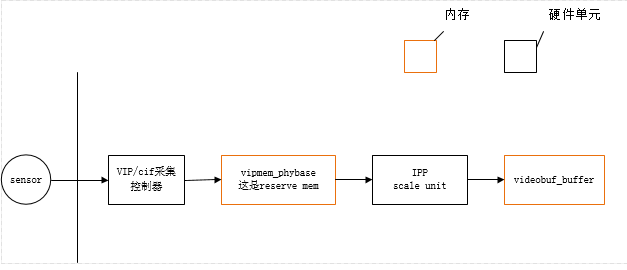 内存
硬件单元
sensor
VIP/cif采集
控制器
vipmem_phybase
这是reserve mem
IPP
scale unit
videobuf_buffer